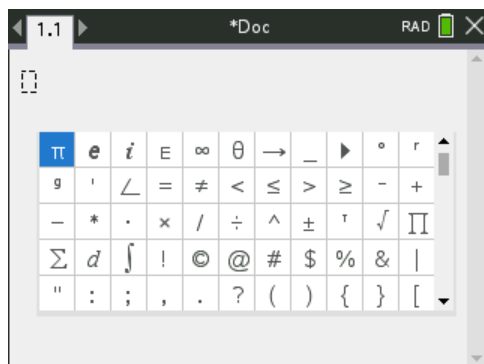 1.1 *Doc RAD
π e i E ∞ θ → _ ▶ ° ʳ
ᵍ ' ∠ = ≠ < ≤ > ≥ − +
– * · × / ÷ ^ ± ᵀ √ ∏
∑ d ∫ ! © @ # $ % & |
" : ; , . ? ( ) { } [